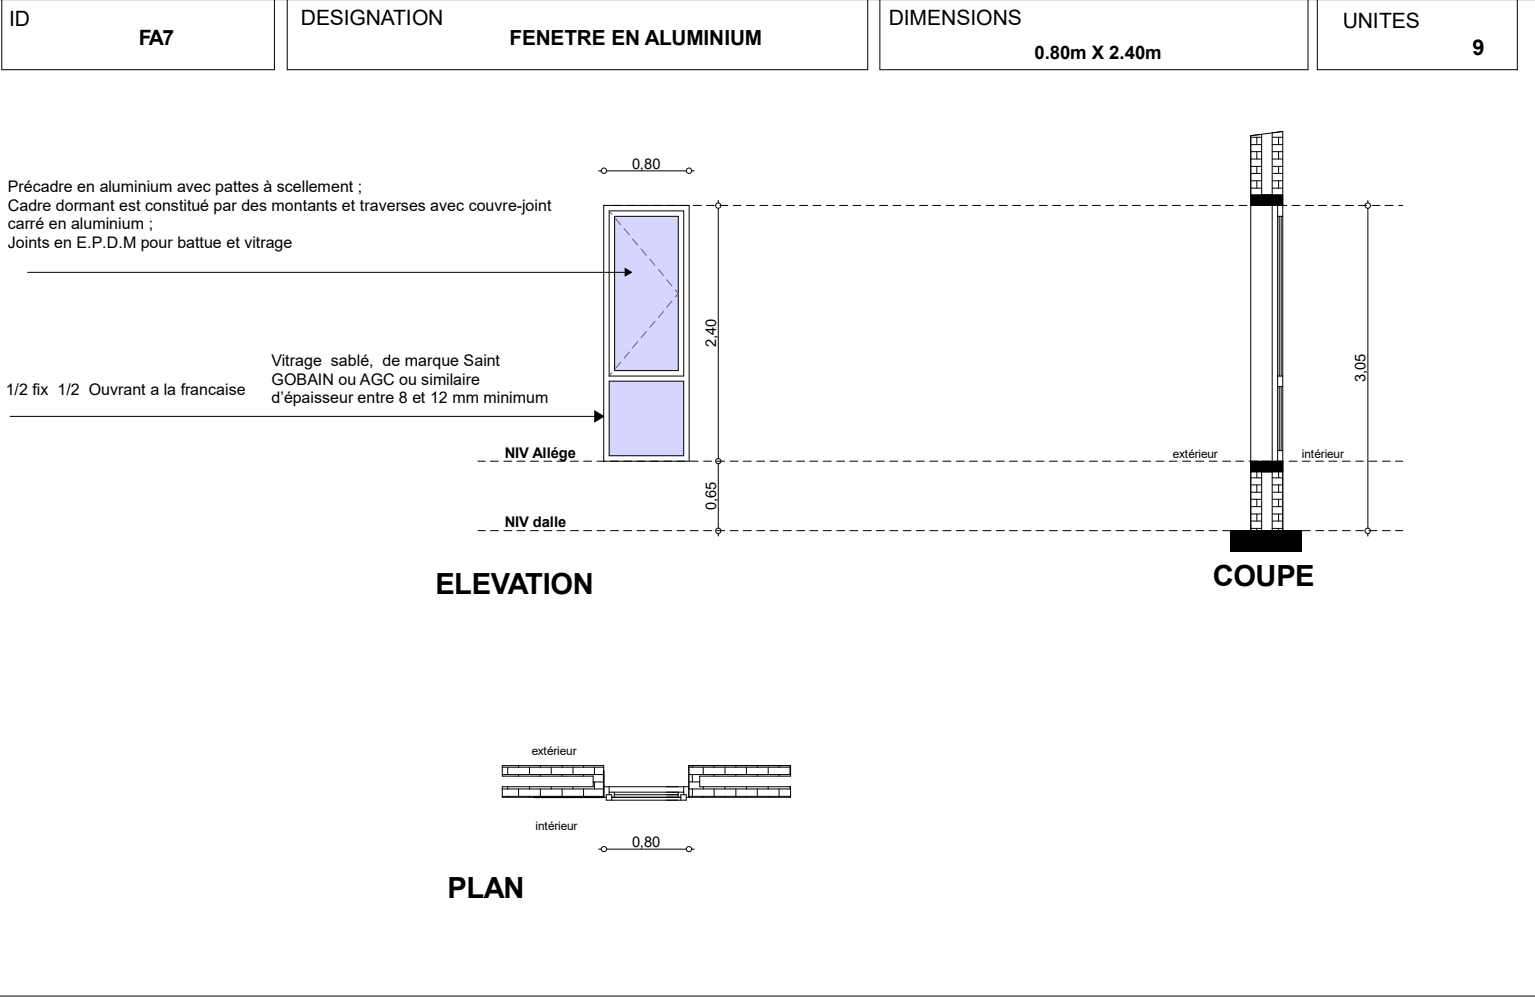 ID
FA7
DESIGNATION
FENETRE EN ALUMINIUM
DIMENSIONS
0.80m X 2.40m
UNITES
9
0,80
Précadre en aluminium avec pattes à scellement ;
Cadre dormant est constitué par des montants et traverses avec couvre-joint
carré en aluminium ;
Joints en E.P.D.M pour battue et vitrage
2,40
3,05
Vitrage sablé, de marque Saint
GOBAIN ou AGC ou similaire
d'épaisseur entre 8 et 12 mm minimum
1/2 fix 1/2 Ouvrant a la francaise
NIV Allége
extérieur
intérieur
0,65
NIV dalle
ELEVATION
COUPE
extérieur
intérieur
0,80
PLAN